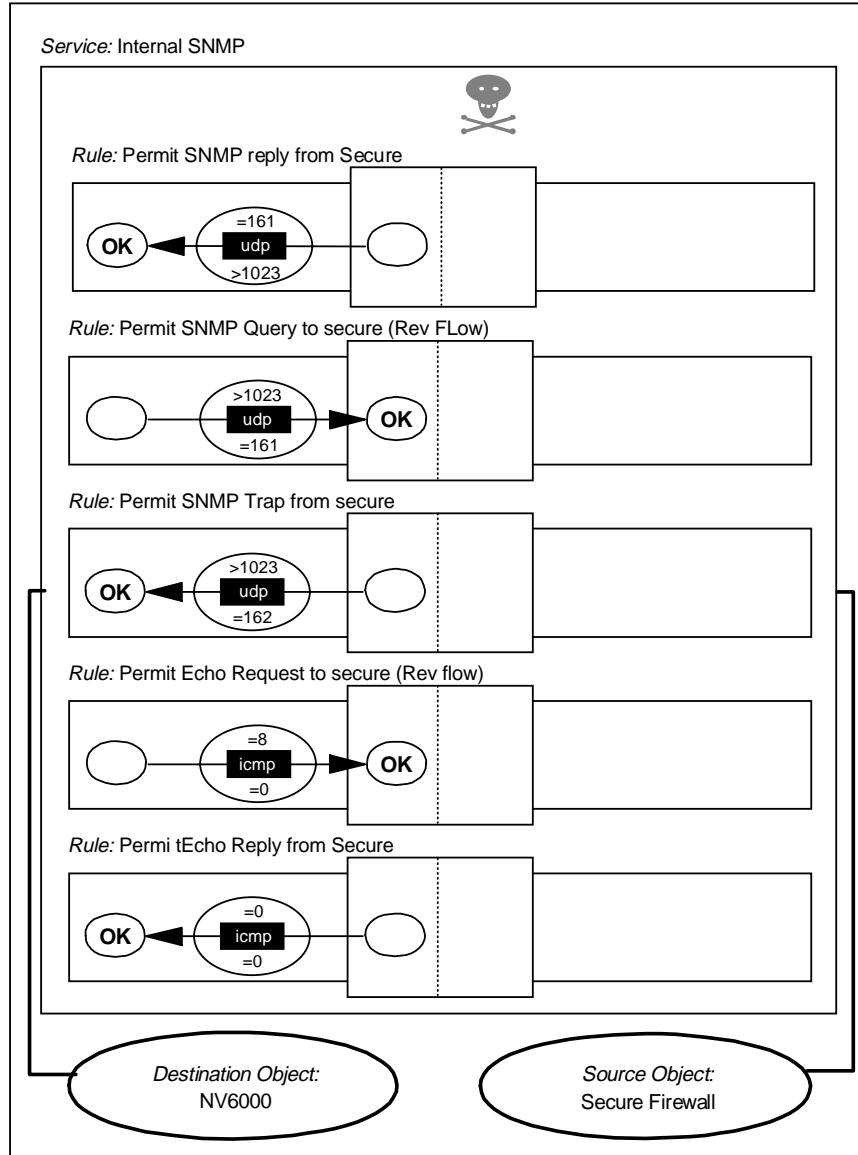 Service: Internal SNMP
Rule: Permit SNMP reply from Secure
=161
OK
udp
>1023
Rule: Permit SNMP Query to secure (Rev FLow)
>1023
udp
OK
=161
Rule: Permit SNMP Trap from secure
>1023
OK
udp
=162
Rule: Permit Echo Request to secure (Rev flow)
=8
icmp
OK
=0
Rule: Permi tEcho Reply from Secure
=0
OK
icmp
=0
Destination Object:
NV6000
Source Object:
Secure Firewall